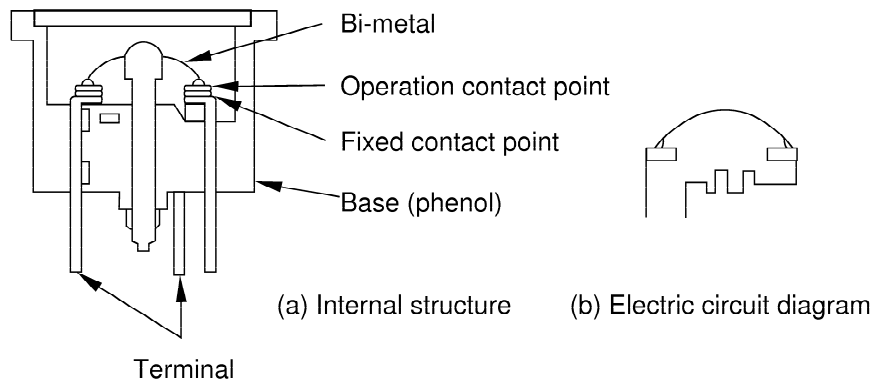 Bi-metal
Operation contact point
Fixed contact point
Base (phenol)
(a) Internal structure
(b) Electric circuit diagram
Terminal